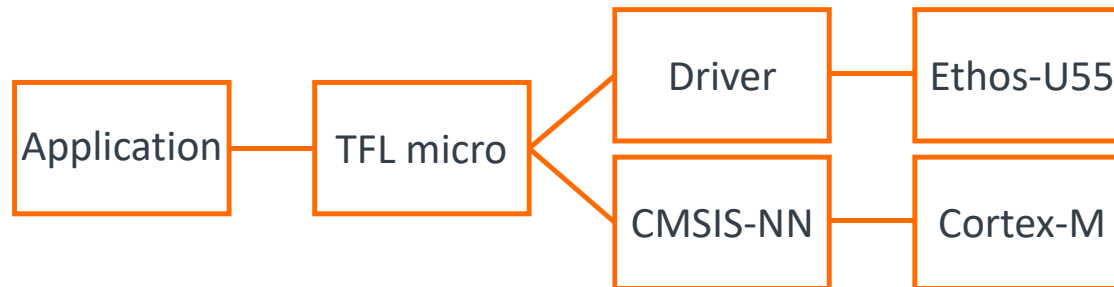 Application
TFL micro
Driver
Ethos-U55
CMSIS-NN
Cortex-M